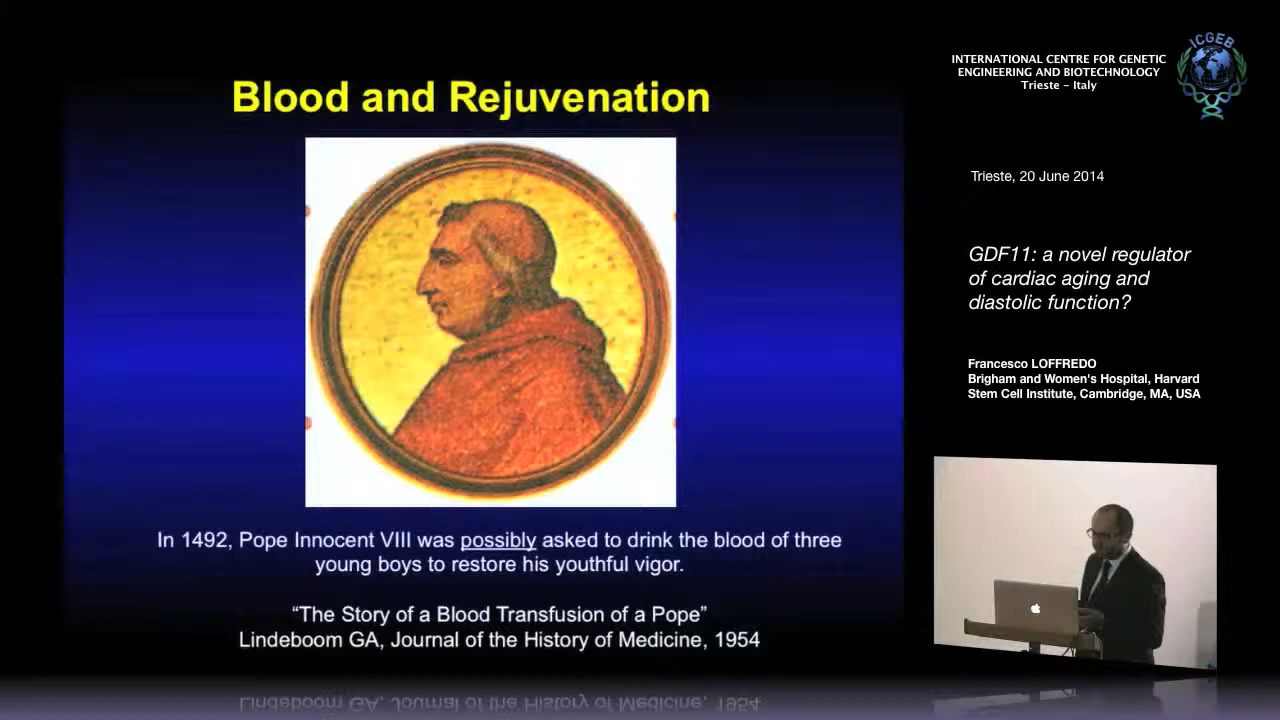 Blood and Rejuvenation
In 1492, Pope Innocent VIII was possibly asked to drink the blood of three
young boys to restore his youthful vigor.
“The Story of a Blood Transfusion of a Pope”
Lindeboom GA, Journal of the History of Medicine, 1954
INTERNATIONAL CENTRE FOR GENETIC
ENGINEERING AND BIOTECHNOLOGY
Trieste - Italy
ICGEB
Trieste, 20 June 2014
GDF11: a novel regulator
of cardiac aging and
diastolic function?
Francesco LOFFREDO
Brigham and Women's Hospital, Harvard
Stem Cell Institute, Cambridge, MA, USA